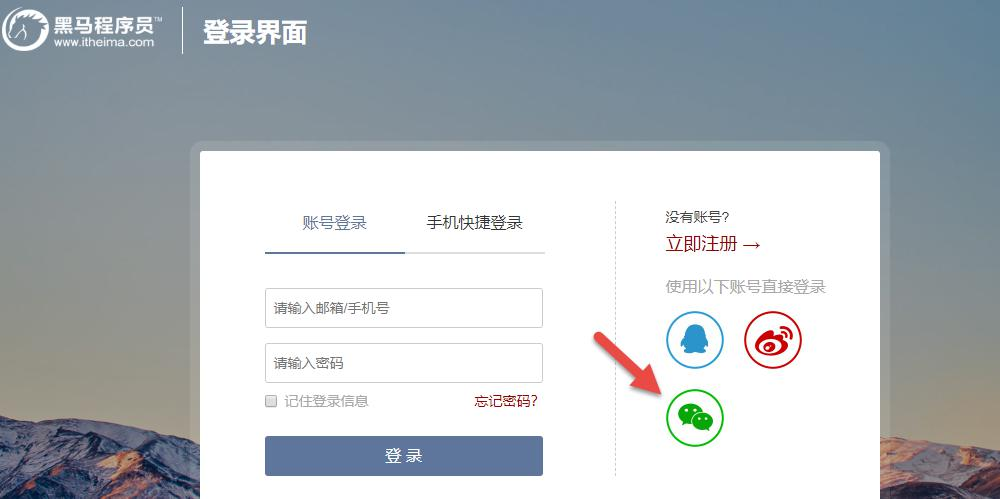 黑马程序员™
www.itheima.com
登录界面
账号登录
手机快捷登录
请输入邮箱/手机号
请输入密码
记住登录信息
忘记密码?
登 录
没有账号?
立即注册 →
使用以下账号直接登录